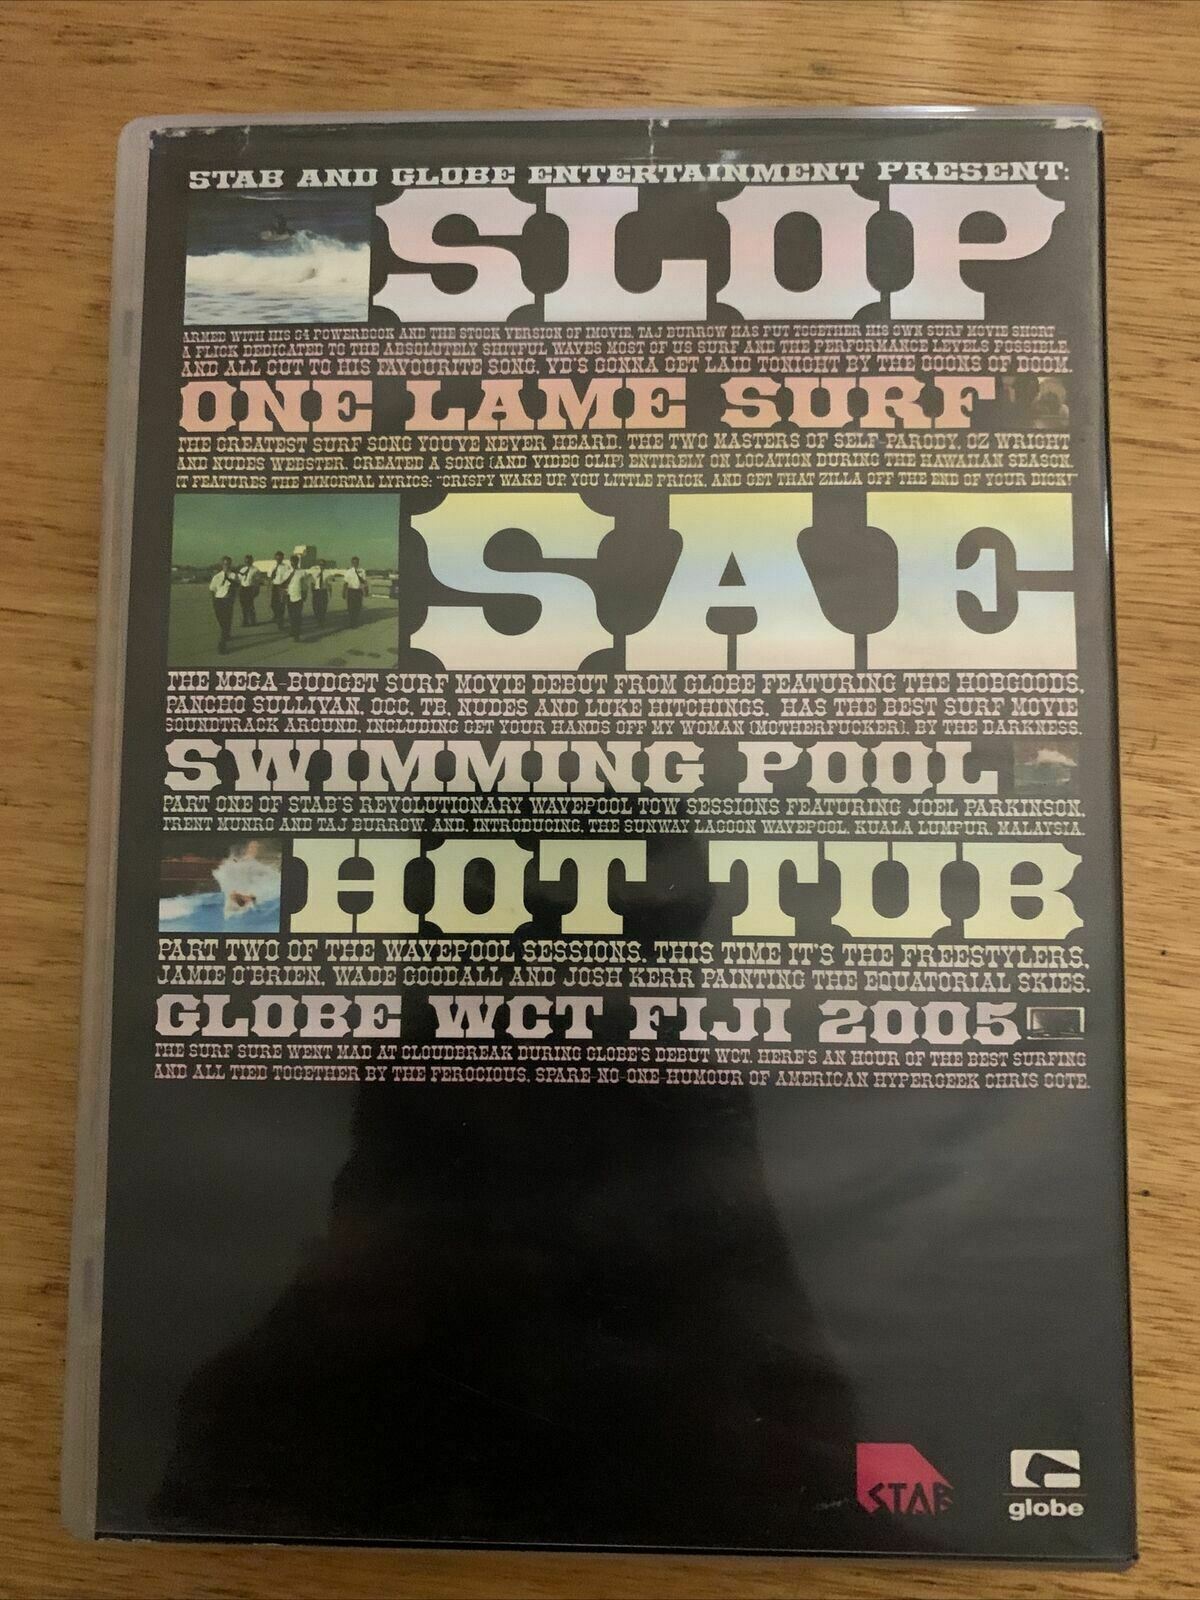 STAB AND GLOBE ENTERTAINMENT PRESENT:
SLOP
ARMED WITH HIS G4 POWERBOOK AND THE STOCK VERSION OF IMOVIE, TAJ BURROW HAS PUT TOGETHER HIS OWN SURF MOVIE SHORT.
A FLICK DEDICATED TO THE ABSOLUTELY SHITFUL WAVES MOST OF US SURF AND THE PERFORMANCE LEVELS POSSIBLE.
AND ALL CUT TO HIS FAVOURITE SONG, YD'S GONNA GET LAID TONIGHT BY THE GOONS OF DOOM.
ONE LAME SURF
THE GREATEST SURF SONG YOU'VE NEVER HEARD. THE TWO MASTERS OF SELF-PARODY, OZ WRIGHT
AND NUDES WEBSTER, CREATED A SONG (AND VIDEO CLIP) ENTIRELY ON LOCATION DURING THE HAWAIIAN SEASON.
IT FEATURES THE IMMORTAL LYRICS: "CRISPY WAKE UP, YOU LITTLE PRICK, AND GET THAT ZILLA OFF THE END OF YOUR DICK!"
SAE
THE MEGA-BUDGET SURF MOVIE DEBUT FROM GLOBE FEATURING THE HOBGOODS,
PANCHO SULLIVAN, OCC, TB, NUDES AND LUKE HITCHINGS. HAS THE BEST SURF MOVIE
SOUNDTRACK AROUND, INCLUDING GET YOUR HANDS OFF MY WOMAN (MOTHERFUCKER), BY THE DARKNESS.
SWIMMING POOL
PART ONE OF STAB'S REVOLUTIONARY WAVEPOOL TOW SESSIONS FEATURING JOEL PARKINSON,
TRENT MUNRO AND TAJ BURROW. AND, INTRODUCING, THE SUNWAY LAGOON WAVEPOOL, KUALA LUMPUR, MALAYSIA.
HOT TUB
PART TWO OF THE WAVEPOOL SESSIONS. THIS TIME IT'S THE FREESTYLERS,
JAMIE O'BRIEN, WADE GOODALL AND JOSH KERR PAINTING THE EQUATORIAL SKIES.
GLOBE WCT FIJI 2005
THE SURF SURE WENT MAD AT CLOUDBREAK DURING GLOBE'S DEBUT WCT. HERE'S AN HOUR OF THE BEST SURFING
AND ALL TIED TOGETHER BY THE FEROCIOUS, SPARE-NO-ONE-HUMOUR OF AMERICAN HYPERGEEK CHRIS COTE.
STAB
globe